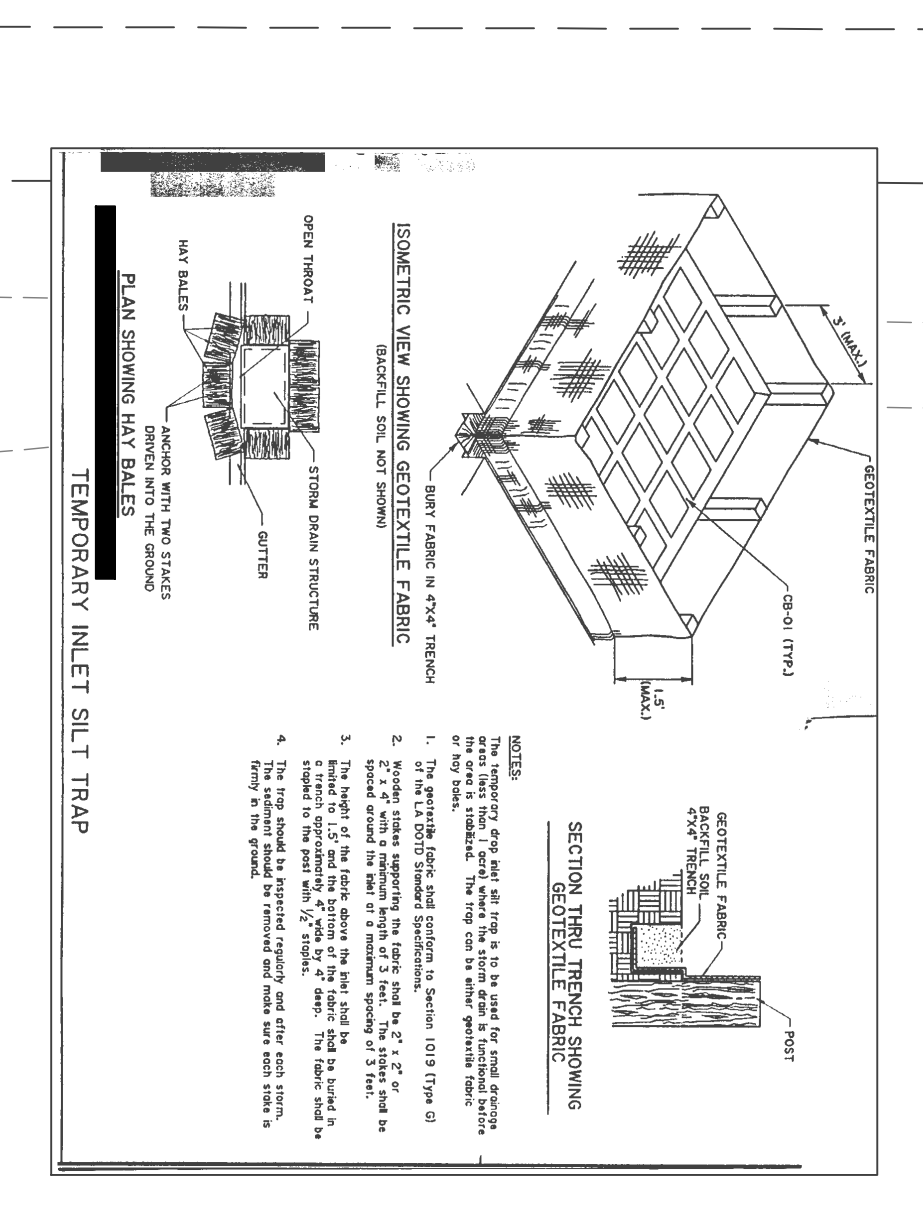 GEOTEXTILE FABRIC
3' (MAX.)
CB-01 (TYP.)
1.5'
(MAX.)
BURY FABRIC IN 4"X4" TRENCH
ISOMETRIC VIEW SHOWING GEOTEXTILE FABRIC
(BACKFILL SOIL NOT SHOWN)
OPEN THROAT
STORM DRAIN STRUCTURE
HAY BALES
GUTTER
ANCHOR WITH TWO STAKES
DRIVEN INTO THE GROUND
PLAN SHOWING HAY BALES
POST
GEOTEXTILE FABRIC
BACKFILL SOIL
4"X4" TRENCH
SECTION THRU TRENCH SHOWING
GEOTEXTILE FABRIC
NOTES:
The temporary drop inlet silt trap is to be used for small drainage
areas (less than 1 acre) where the storm drain is functional before
the area is stabilized. The trap can be either geotextile fabric
or hay bales.
1. The geotextile fabric shall conform to Section 1019 (Type G)
of the LA DOTD Standard Specifications.
2. Wooden stakes supporting the fabric shall be 2" x 2" or
2" x 4" with a minimum length of 3 feet. The stakes shall be
spaced around the inlet at a maximum spacing of 3 feet.
3. The height of the fabric above the inlet shall be
limited to 1.5' and the bottom of the fabric shall be buried in
a trench approximately 4" wide by 4" deep. The fabric shall be
stapled to the post with 1/2" staples.
4. The trap should be inspected regularly and after each storm.
The sediment should be removed and make sure each stake is
firmly in the ground.
TEMPORARY INLET SILT TRAP